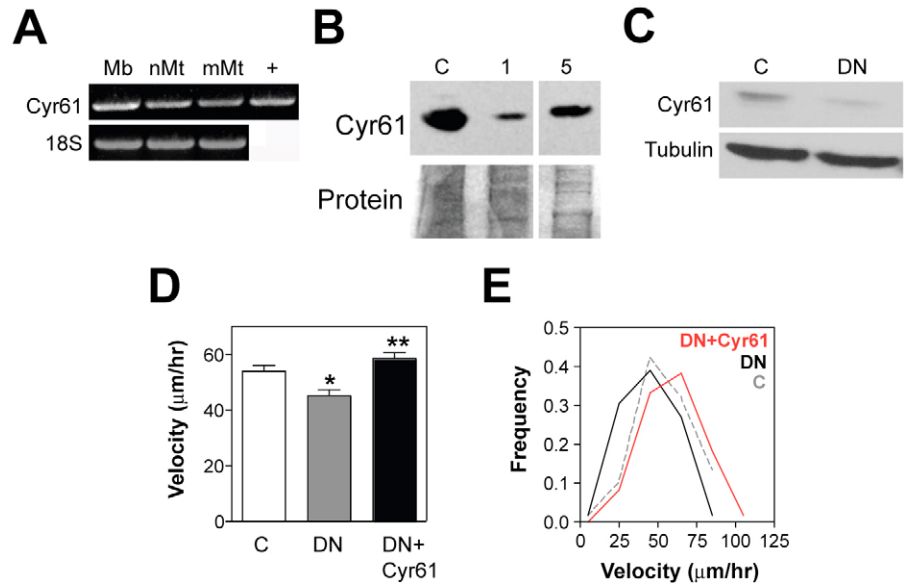 A
Mb nMt mMt +
Cyr61
18S
B
C 1 5
Cyr61
Protein
C
C DN
Cyr61
Tubulin
D
Velocity (μm/hr)
60
40
20
0
*
**
C DN DN+
Cyr61
E
Frequency
0.5
0.4
0.3
0.2
0.1
0.0
DN+Cyr61
DN
C
0 25 50 75 100 125
Velocity (μm/hr)